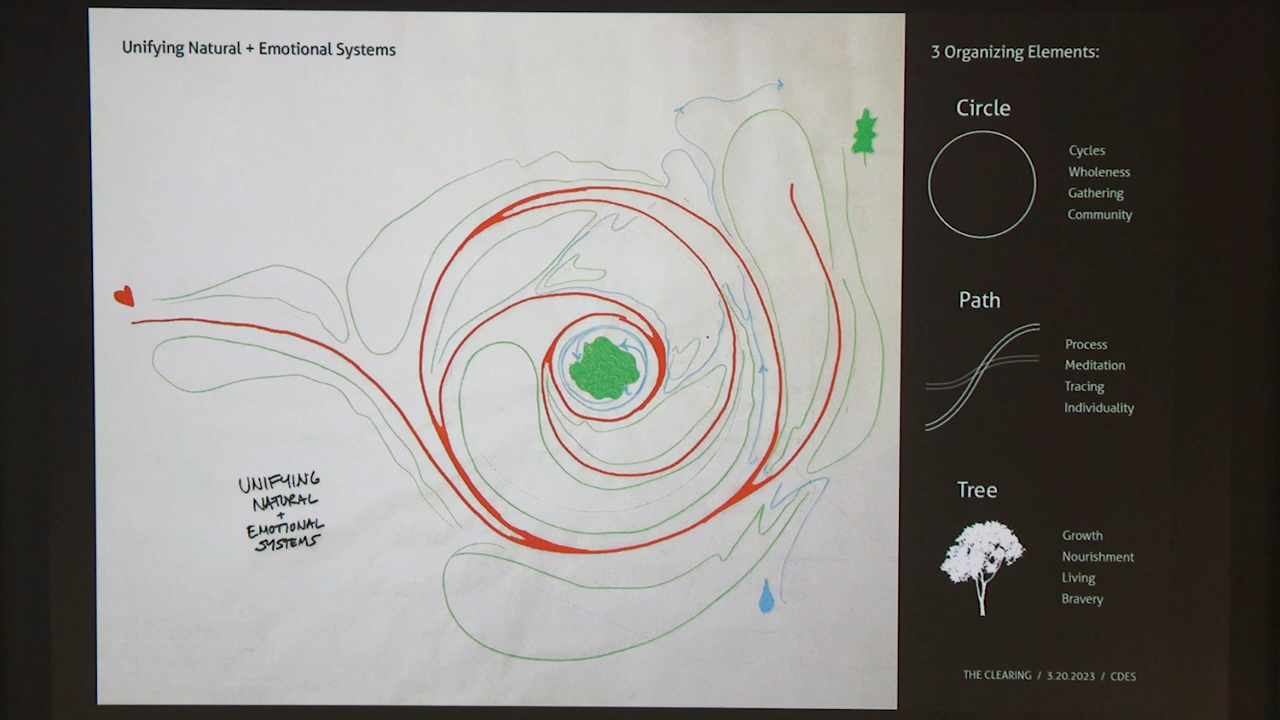 Unifying Natural + Emotional Systems
UNIFYING
NATURAL
+
EMOTIONAL
SYSTEMS
3 Organizing Elements:
Circle
Cycles
Wholeness
Gathering
Community
Path
Process
Meditation
Tracing
Individuality
Tree
Growth
Nourishment
Living
Bravery
THE CLEARING / 3.20.2023 / CDES